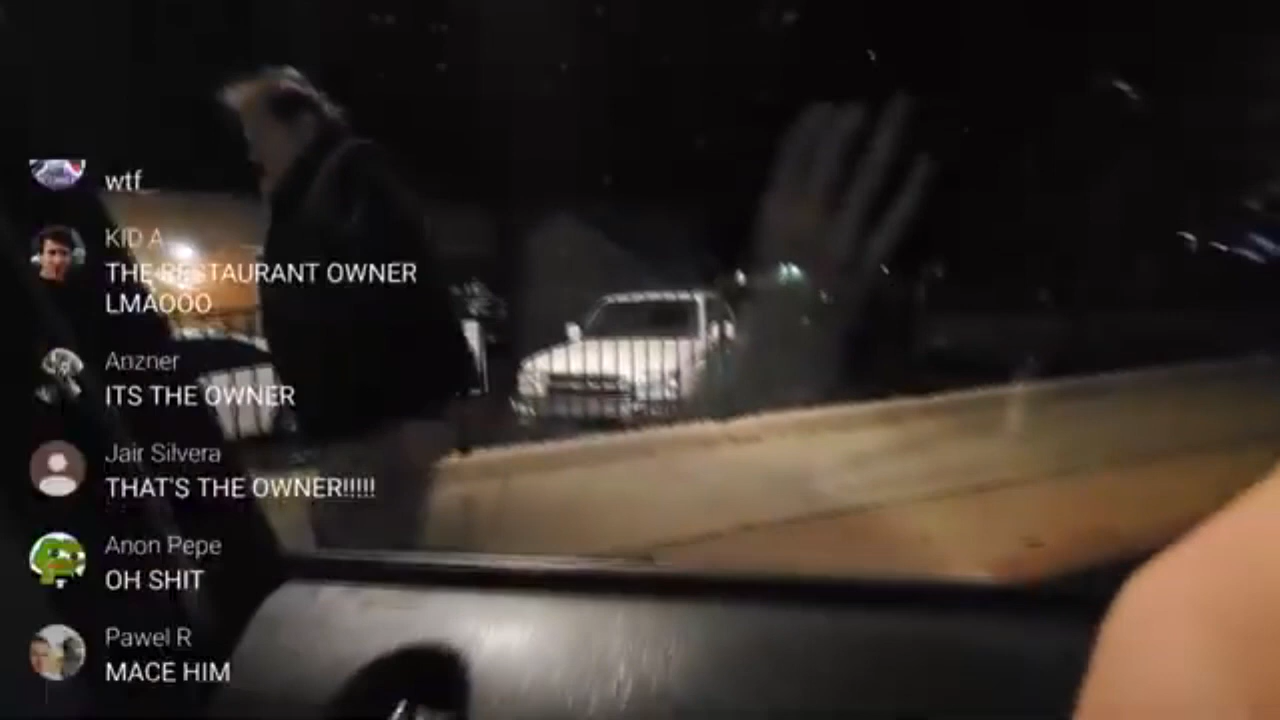 wtf
KID A
THE RESTAURANT OWNER
LMAOOO
Anzner
ITS THE OWNER
Jair Silvera
THAT'S THE OWNER!!!!!
Anon Pepe
OH SHIT
Pawel R
MACE HIM